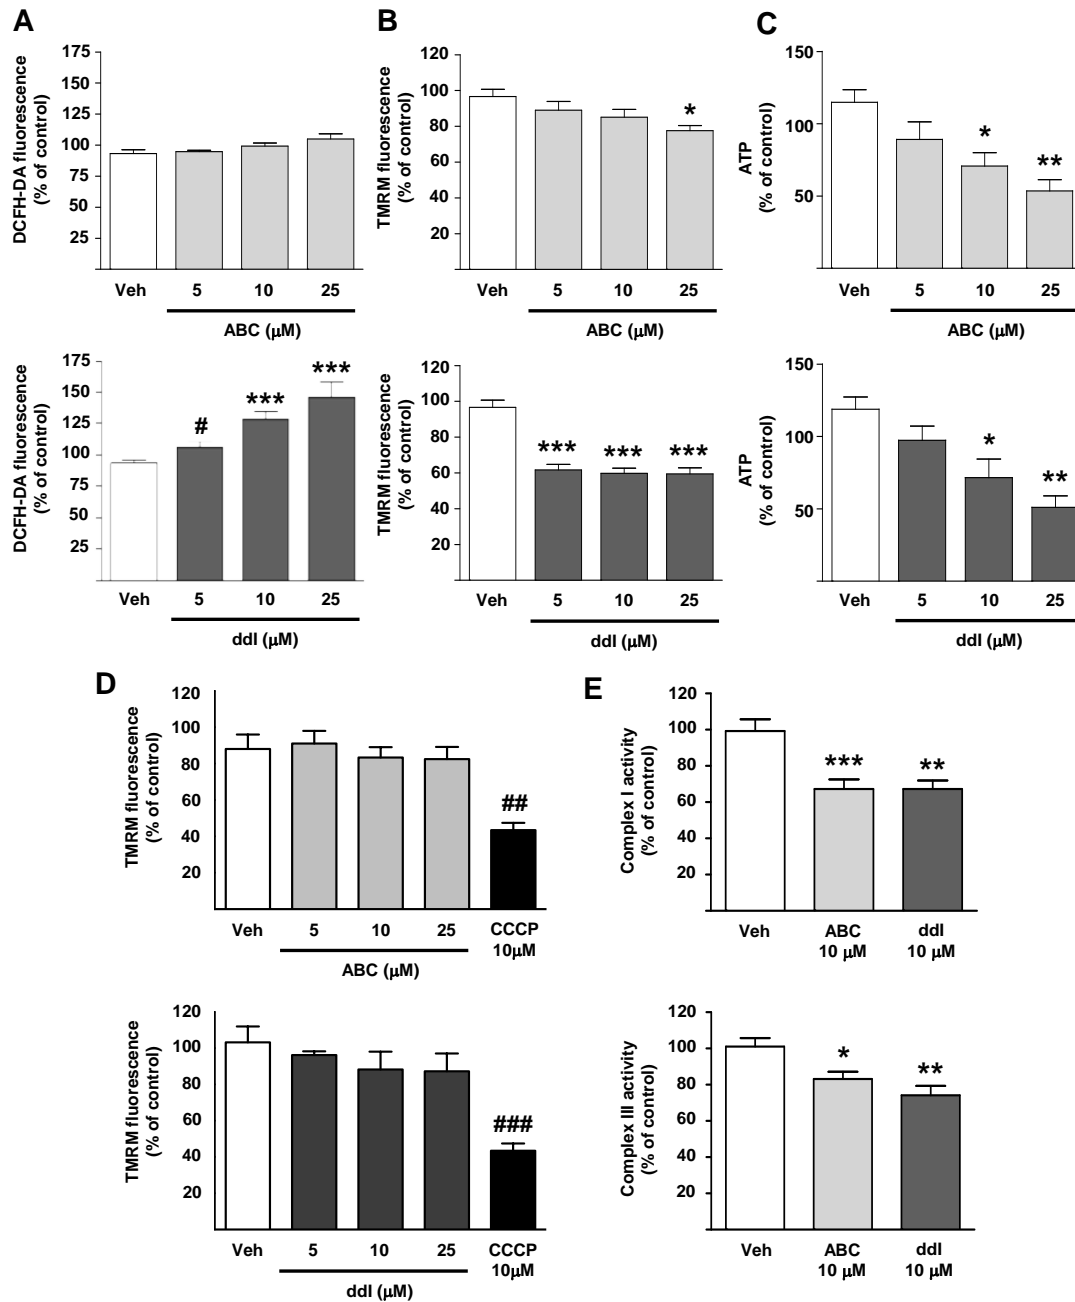 A
DCFH-DA fluorescence
(% of control)
175
150
125
100
75
50
25
Veh 5 10 25
ABC (μM)
B
TMRM fluorescence
(% of control)
120
100
80
60
40
20
*
Veh 5 10 25
ABC (μM)
C
ATP
(% of control)
150
100
50
*
**
Veh 5 10 25
ABC (μM)
DCFH-DA fluorescence
(% of control)
175
150
125
100
75
50
25
#
***
***
Veh 5 10 25
ddI (μM)
TMRM fluorescence
(% of control)
120
100
80
60
40
20
*** *** ***
Veh 5 10 25
ddI (μM)
ATP
(% of control)
150
100
50
*
**
Veh 5 10 25
ddI (μM)
D
TMRM fluorescence
(% of control)
120
100
80
60
40
20
##
Veh 5 10 25 CCCP
10μM
ABC (μM)
E
Complex I activity
(% of control)
120
100
80
60
40
20
*** **
Veh ABC ddI
10 μM 10 μM
TMRM fluorescence
(% of control)
120
100
80
60
40
20
###
Veh 5 10 25 CCCP
10μM
ddI (μM)
Complex III activity
(% of control)
120
100
80
60
40
20
*
**
Veh ABC ddI
10 μM 10 μM